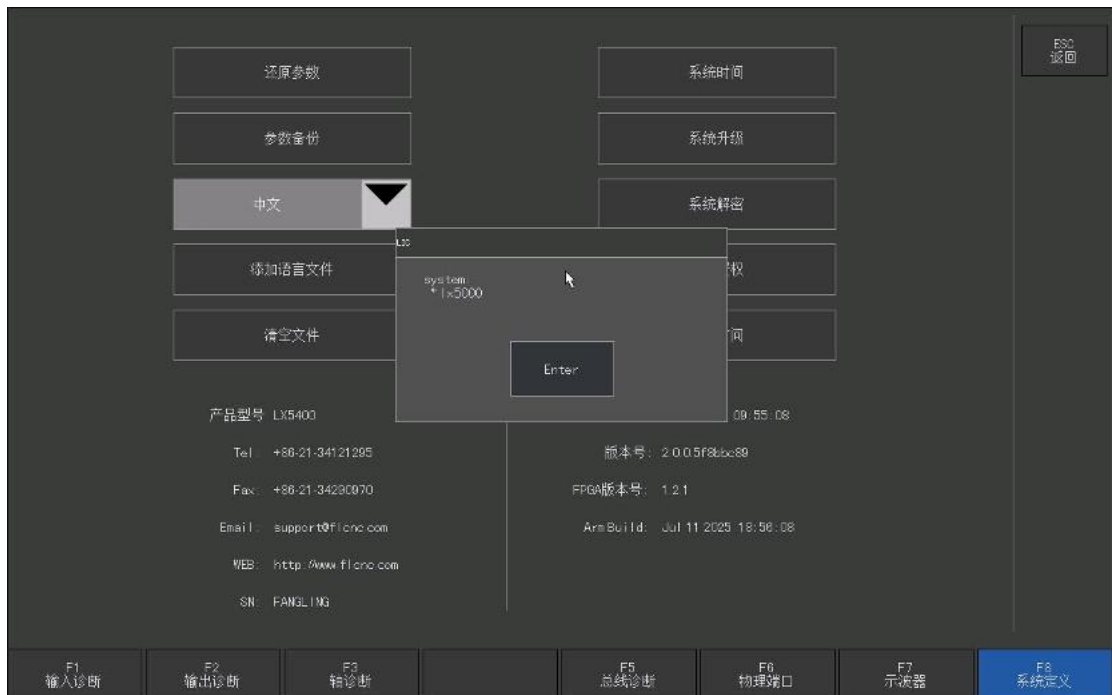 还原参数
系统时间
ESC
返回
参数备份
系统升级
中文
系统解密
LIC
添加语言文件
权
system
* lx5000
清空文件
间
Enter
产品型号 LX5400
09:55:08
Tel: +86-21-34121295
版本号: 2.0.0.5f8bbc89
Fax: +86-21-34290970
FPGA版本号: 1.2.1
Email: support@flcnc.com
Arm Build: Jul 11 2025 18:56:08
WEB: http://www.flcnc.com
SN: FANGLING
F1
输入诊断
F2
输出诊断
F3
轴诊断
F5
总线诊断
F6
物理端口
F7
示波器
F8
系统定义